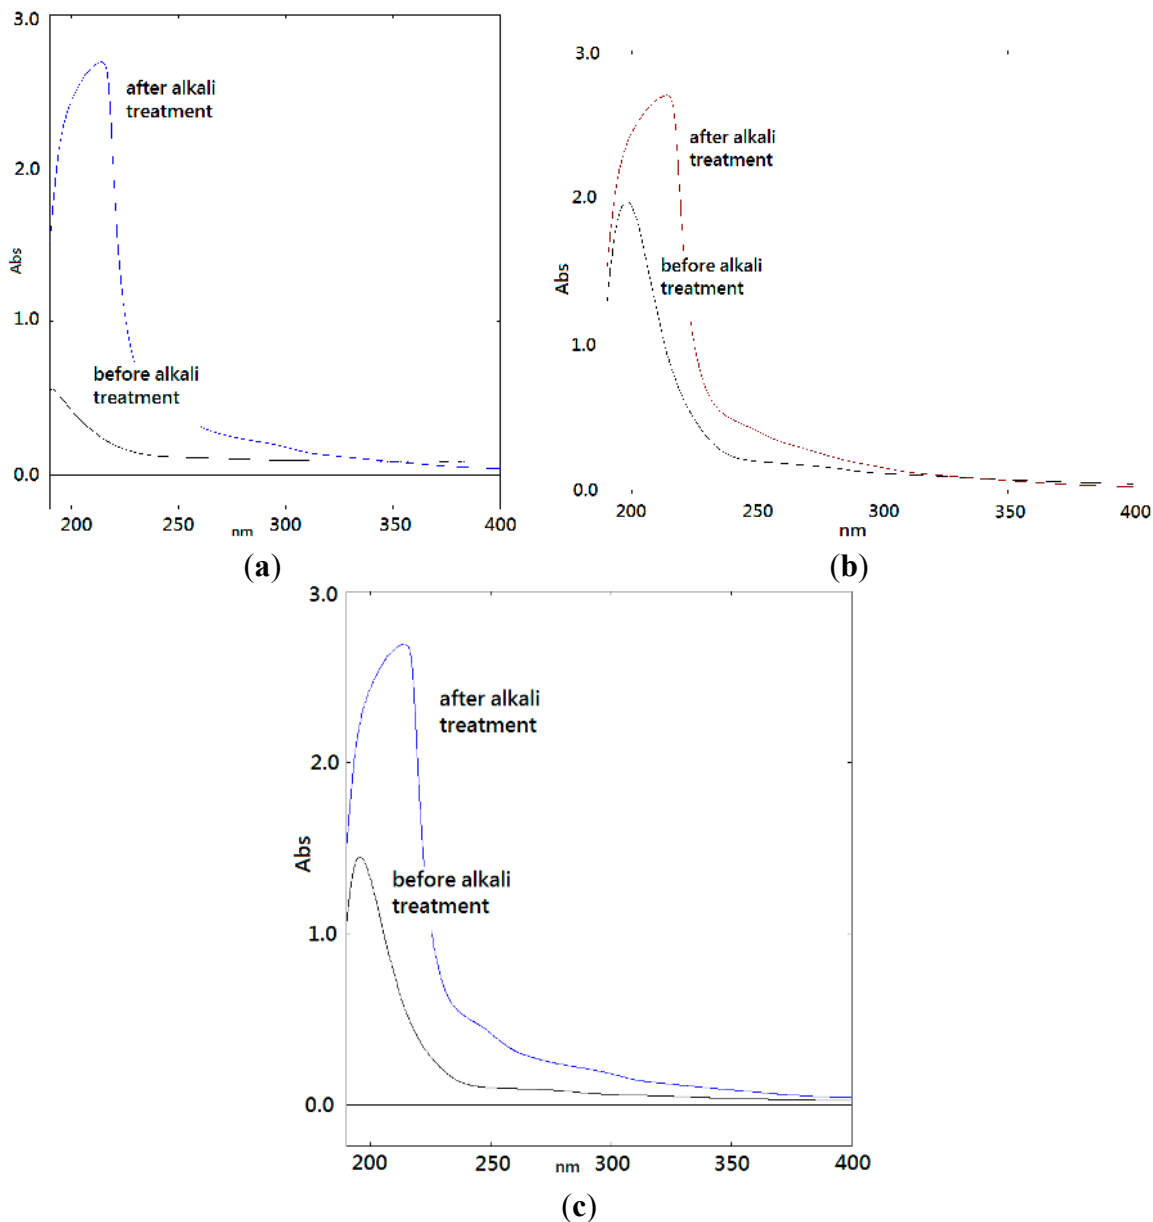 3.0
after alkali
treatment
2.0
Abs
1.0
before alkali
treatment
0.0
200 250 nm 300 350 400
(a)
3.0
after alkali
treatment
2.0
before alkali
treatment
Abs
1.0
0.0
200 250 300 350 400
nm
(b)
3.0
after alkali
treatment
2.0
Abs
before alkali
treatment
1.0
0.0
200 250 nm 300 350 400
(c)